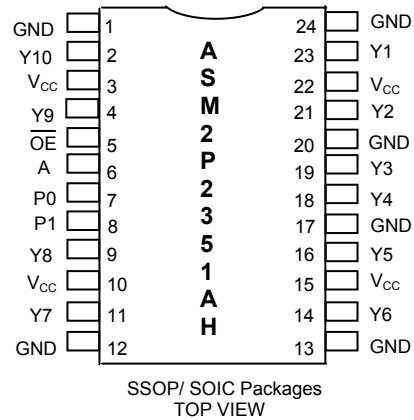 GND 1 24 GND
Y10 2 23 Y1
VCC 3 22 VCC
Y9 4 21 Y2
OE 5 20 GND
A 6 19 Y3
P0 7 18 Y4
P1 8 17 GND
Y8 9 16 Y5
VCC 10 15 VCC
Y7 11 14 Y6
GND 12 13 GND
ASM2P2351AH
SSOP/ SOIC Packages
TOP VIEW